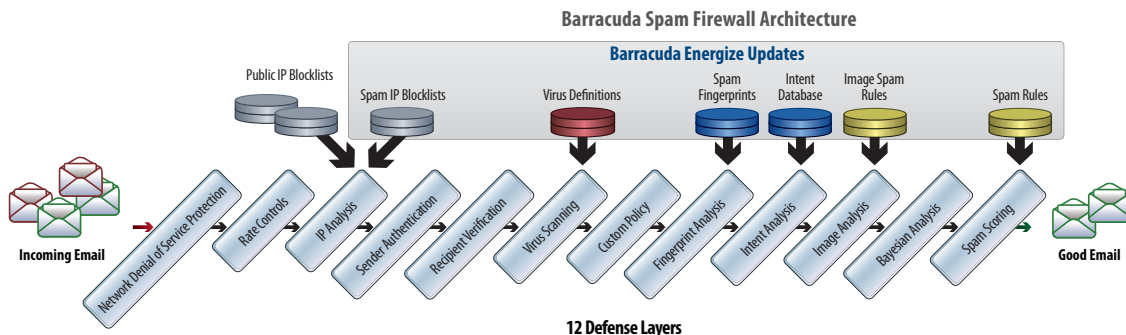 Barracuda Spam Firewall Architecture
Barracuda Energize Updates
Public IP Blocklists
Spam IP Blocklists
Virus Definitions
Spam
Fingerprints
Intent
Database
Image Spam
Rules
Spam Rules
Incoming Email
Network Denial of Service Protection
Rate Controls
IP Analysis
Sender Authentication
Recipient Verification
Virus Scanning
Custom Policy
Fingerprint Analysis
Intent Analysis
Image Analysis
Bayesian Analysis
Spam Scoring
Good Email
12 Defense Layers